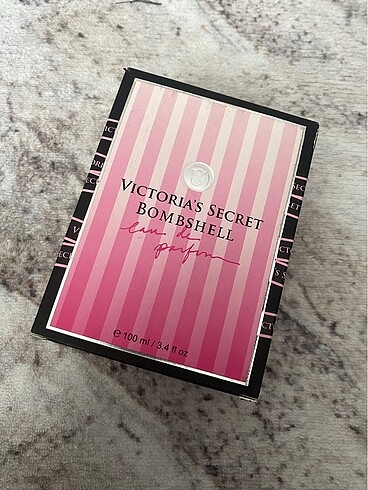 VICTORIA'S SECRET
BOMBSHELL
eau de
parfum
℮ 100 ml / 3.4 fl oz